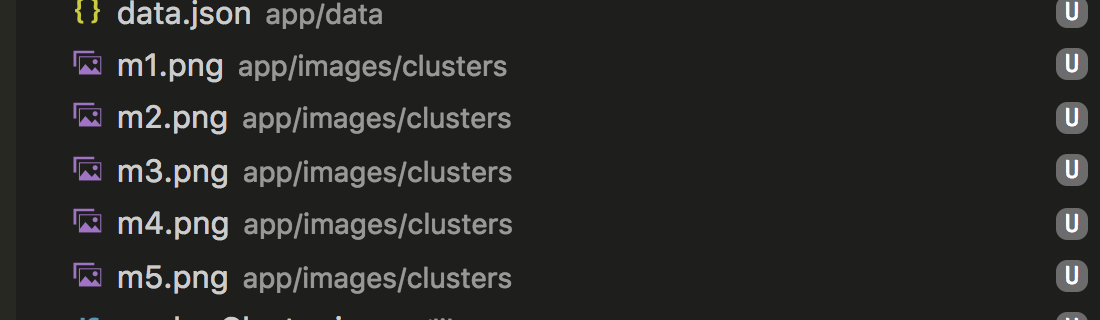 {} data.json app/data U
m1.png app/images/clusters U
m2.png app/images/clusters U
m3.png app/images/clusters U
m4.png app/images/clusters U
m5.png app/images/clusters U